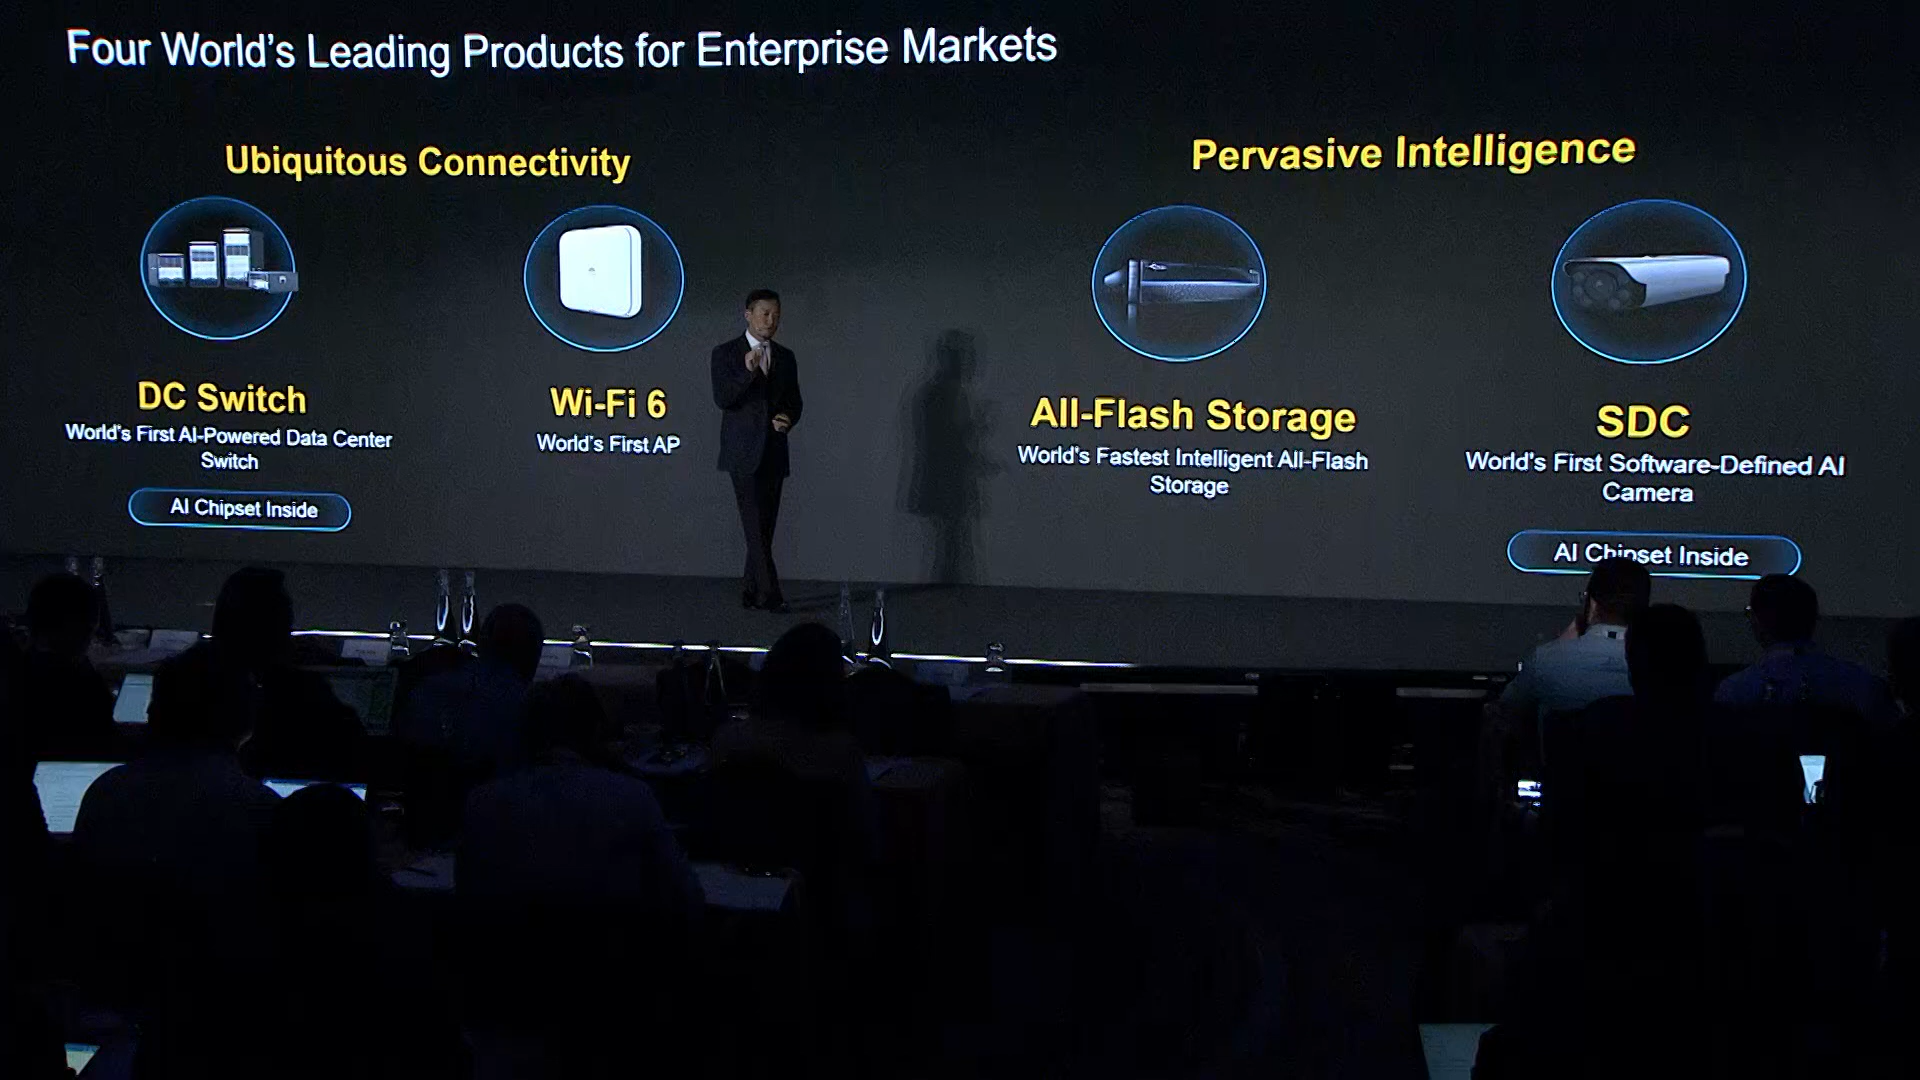 Four World's Leading Products for Enterprise Markets
Ubiquitous Connectivity
Pervasive Intelligence
DC Switch
World's First AI-Powered Data Center
Switch
AI Chipset Inside
Wi-Fi 6
World's First AP
All-Flash Storage
World's Fastest Intelligent All-Flash
Storage
SDC
World's First Software-Defined AI
Camera
AI Chipset Inside